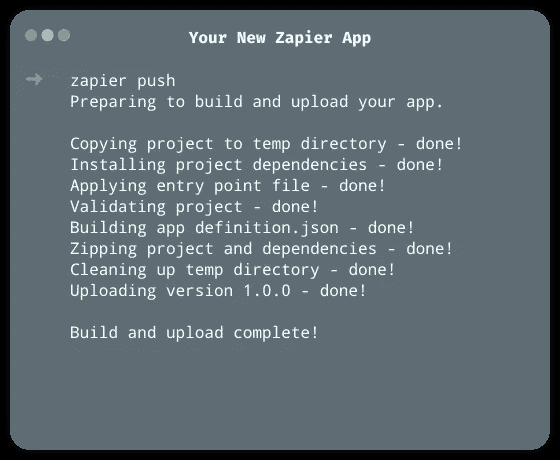 Your New Zapier App
➜ zapier push
Preparing to build and upload your app.
Copying project to temp directory - done!
Installing project dependencies - done!
Applying entry point file - done!
Validating project - done!
Building app definition.json - done!
Zipping project and dependencies - done!
Cleaning up temp directory - done!
Uploading version 1.0.0 - done!
Build and upload complete!